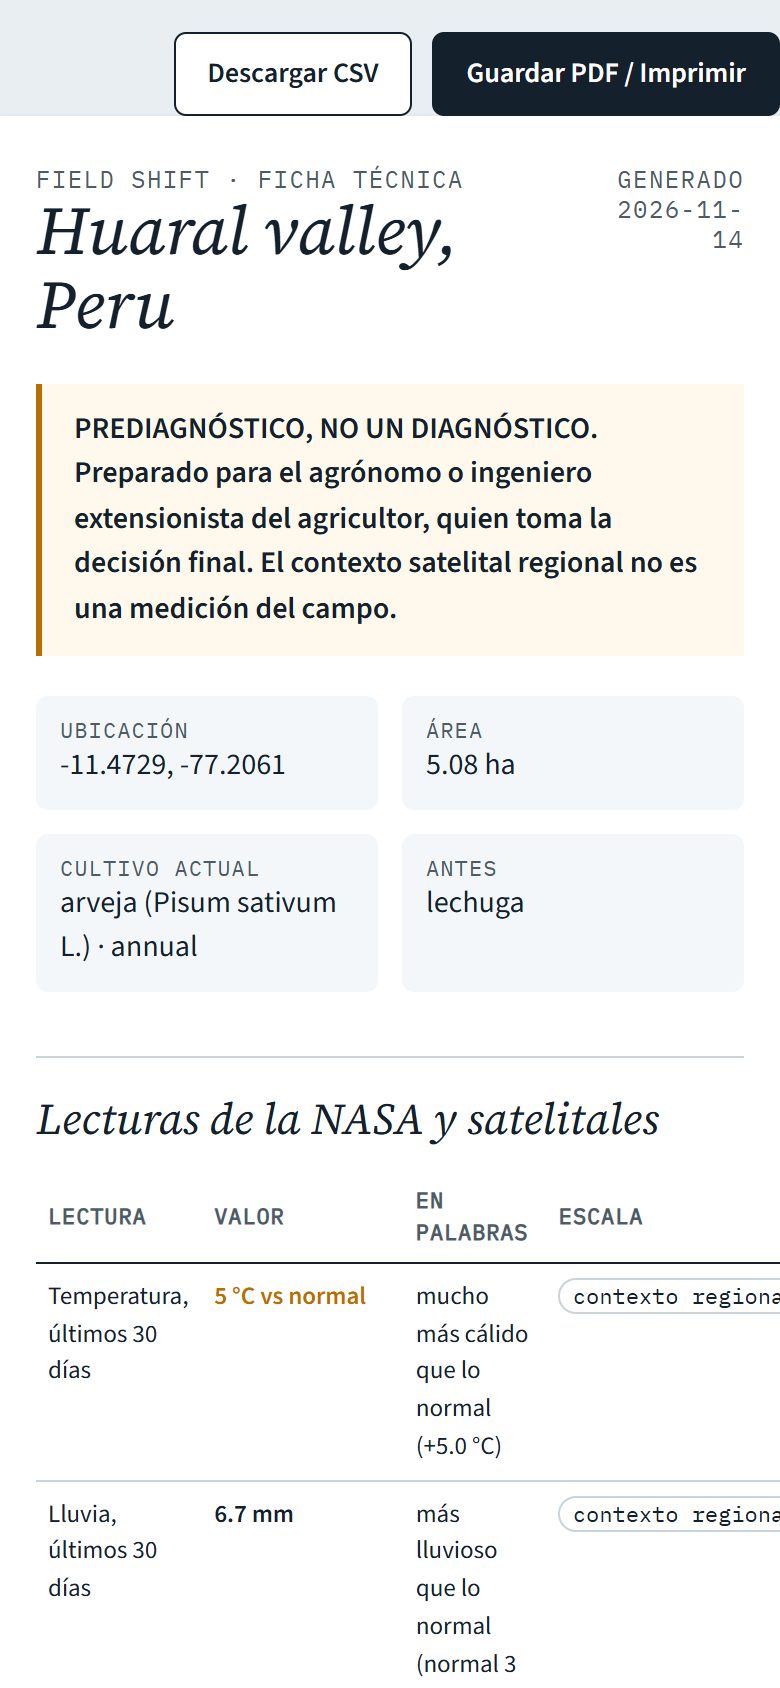 Descargar CSV
Guardar PDF / Imprimir
FIELD SHIFT · FICHA TÉCNICA
GENERADO
2026-11-
14
Huaral valley,
Peru
PREDIAGNÓSTICO, NO UN DIAGNÓSTICO.
Preparado para el agrónomo o ingeniero
extensionista del agricultor, quien toma la
decisión final. El contexto satelital regional no es
una medición del campo.
UBICACIÓN
-11.4729, -77.2061
ÁREA
5.08 ha
CULTIVO ACTUAL
arveja (Pisum sativum
L.) · annual
ANTES
lechuga
Lecturas de la NASA y satelitales
LECTURA
VALOR
EN
PALABRAS
ESCALA
Temperatura,
últimos 30
días
5 °C vs normal
mucho
más cálido
que lo
normal
(+5.0 °C)
contexto regiona
Lluvia,
últimos 30
días
6.7 mm
más
lluvioso
que lo
normal
(normal 3
contexto regiona